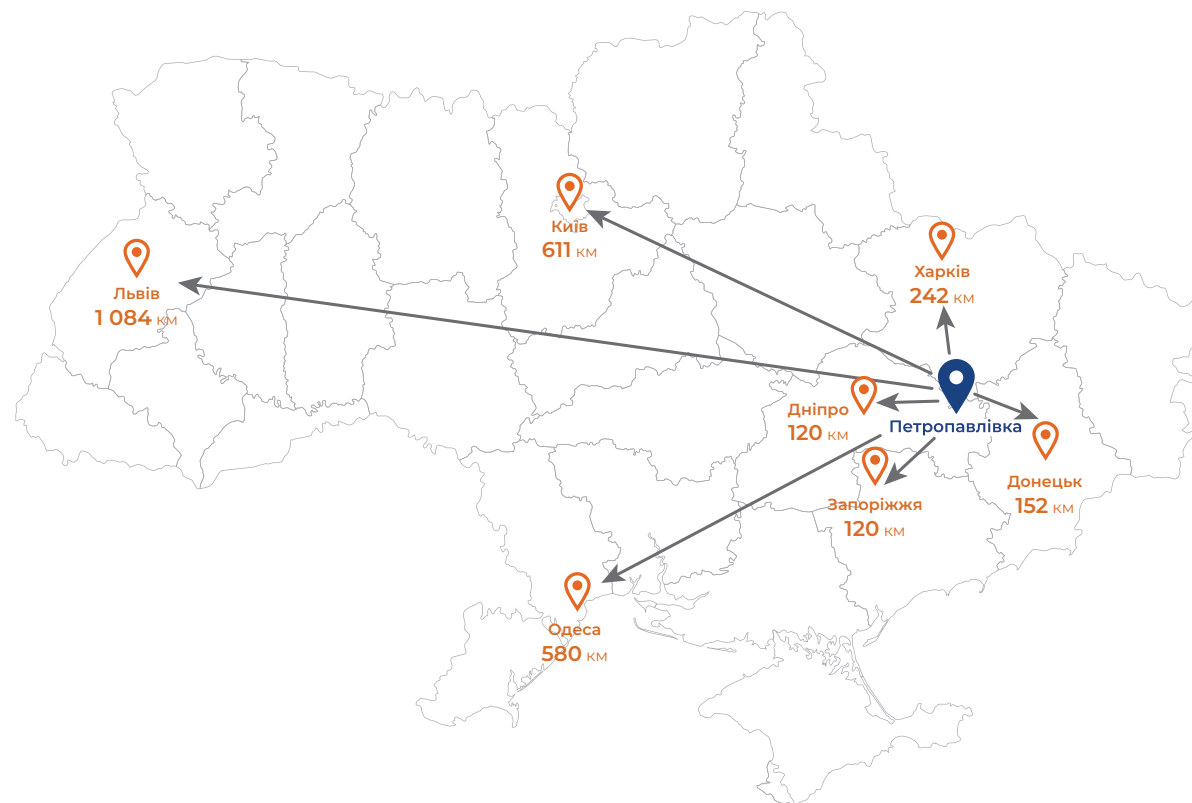 Київ
611 км
Харків
242 км
Львів
1 084 км
Дніпро
120 км
Петропавлівка
Донецьк
152 км
Запоріжжя
120 км
Одеса
580 км